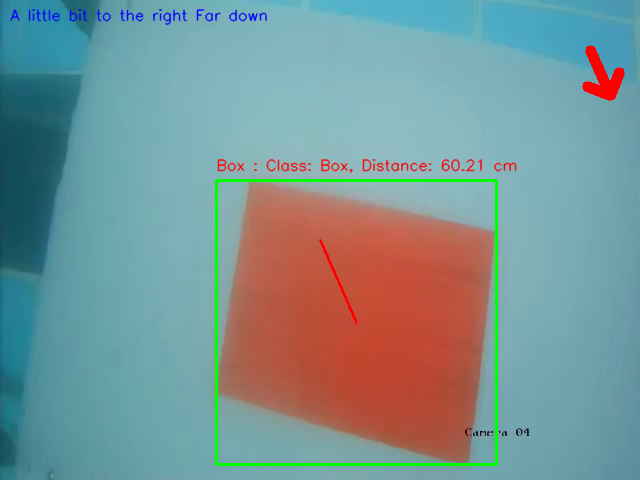 A little bit to the right Far down
Box : Class: Box, Distance: 60.21 cm
Camera 04